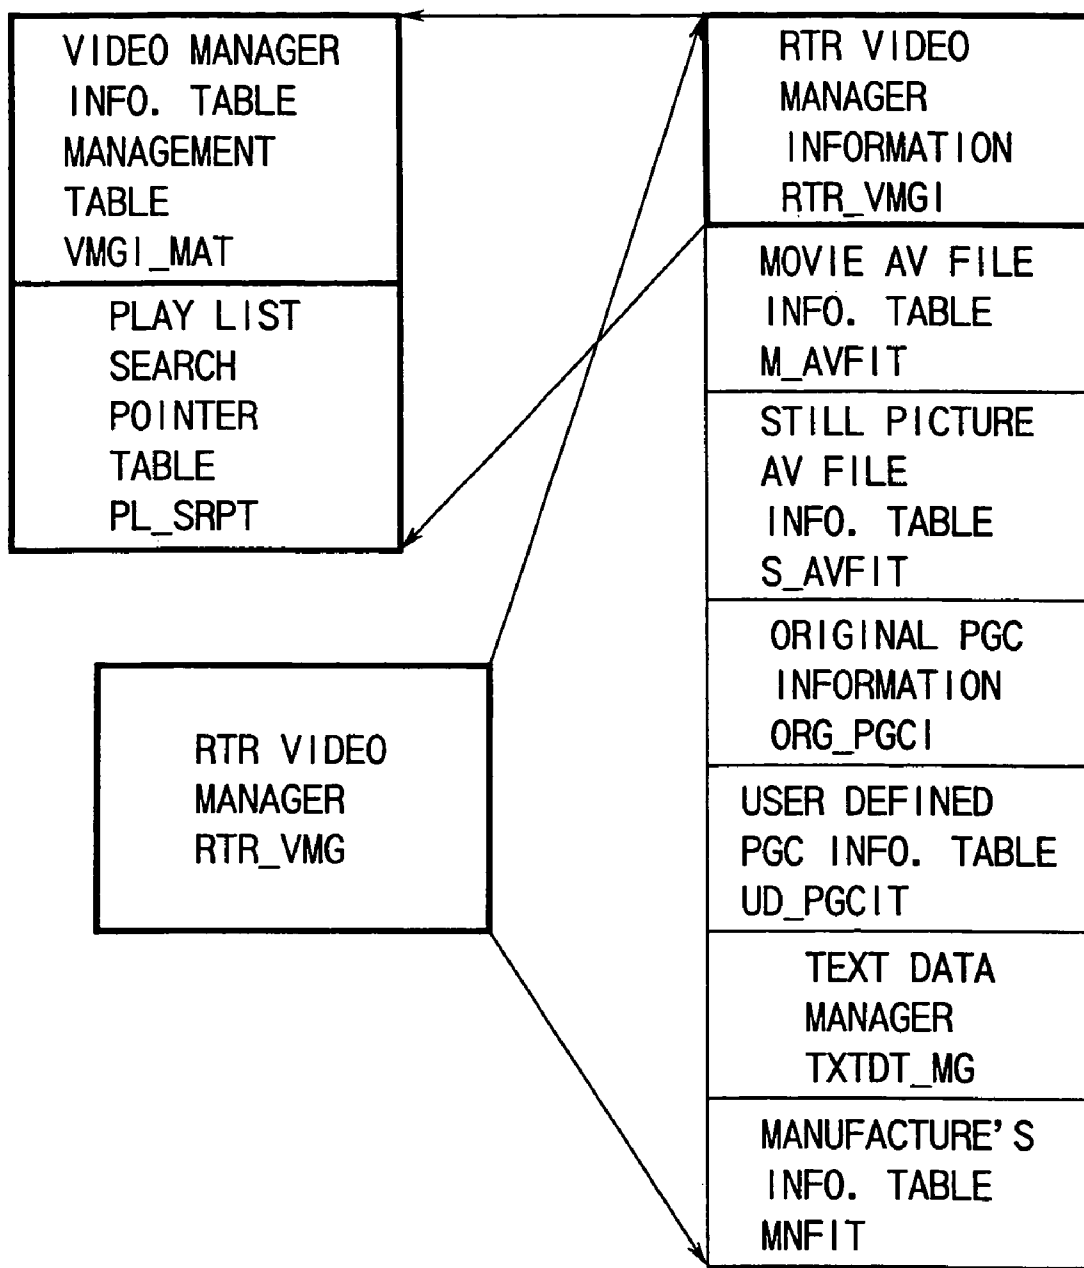 VIDEO MANAGER
INFO. TABLE
MANAGEMENT
TABLE
VMGI_MAT
PLAY LIST
SEARCH
POINTER
TABLE
PL_SRPT
RTR VIDEO
MANAGER
RTR_VMG
RTR VIDEO
MANAGER
INFORMATION
RTR_VMGI
MOVIE AV FILE
INFO. TABLE
M_AVFIT
STILL PICTURE
AV FILE
INFO. TABLE
S_AVFIT
ORIGINAL PGC
INFORMATION
ORG_PGCI
USER DEFINED
PGC INFO. TABLE
UD_PGCIT
TEXT DATA
MANAGER
TXTDT_MG
MANUFACTURE'S
INFO. TABLE
MNFIT